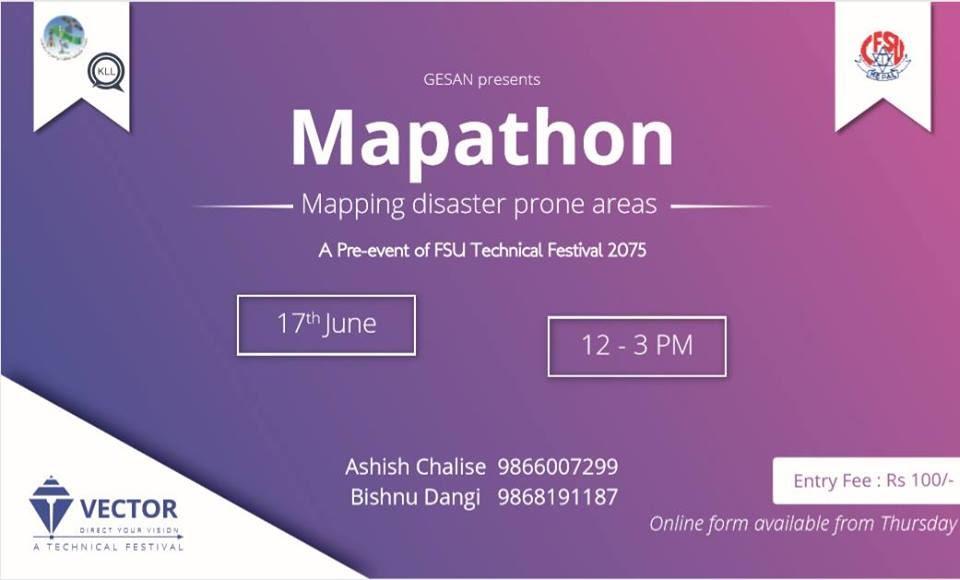 KLL
FSU
NEPAL
GESAN presents
Mapathon
Mapping disaster prone areas
A Pre-event of FSU Technical Festival 2075
17th June
12 - 3 PM
Ashish Chalise 9866007299
Bishnu Dangi 9868191187
Entry Fee : Rs 100/-
Online form available from Thursday
VECTOR
DIRECT YOUR VISION
A TECHNICAL FESTIVAL